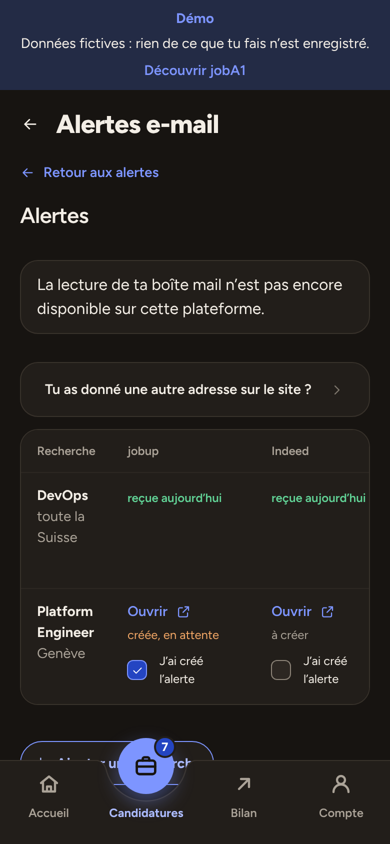 Démo
Données fictives : rien de ce que tu fais n’est enregistré.
Découvrir jobA1
Alertes e-mail
Retour aux alertes
Alertes
La lecture de ta boîte mail n’est pas encore
disponible sur cette plateforme.
Tu as donné une autre adresse sur le site ?
Recherche jobup Indeed
DevOps reçue aujourd’hui reçue aujourd’hui
toute la
Suisse
Platform Ouvrir Ouvrir
Engineer créée, en attente à créer
Genève J’ai créé J’ai créé
l’alerte l’alerte
7
Accueil Candidatures Bilan Compte